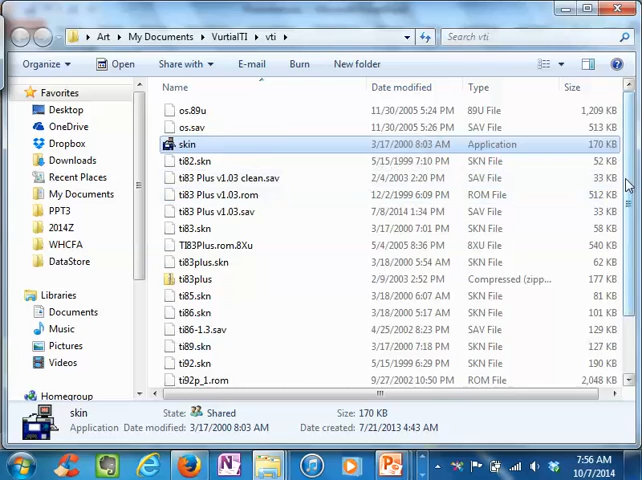 Art ▸ My Documents ▸ VurtialTI ▸ vti ▸
Search vti
Organize Open Share with E-mail Burn New folder
Name Date modified Type Size
Favorites
Desktop
OneDrive
Dropbox
Downloads
Recent Places
My Documents
PPT3
2014Z
WHCFA
DataStore
Libraries
Documents
Music
Pictures
Videos
Homegroup
os.89u 11/30/2005 5:24 PM 89U File 1,209 KB
os.sav 11/30/2005 5:26 PM SAV File 513 KB
skin 3/17/2000 8:03 AM Application 170 KB
ti82.skn 5/15/1999 7:10 PM SKN File 52 KB
ti83 Plus v1.03 clean.sav 2/4/2003 2:20 PM SAV File 33 KB
ti83 Plus v1.03.rom 12/2/1999 6:09 PM ROM File 512 KB
ti83 Plus v1.03.sav 7/8/2014 1:34 PM SAV File 33 KB
ti83.skn 3/17/2000 7:01 PM SKN File 58 KB
TI83Plus.rom.8Xu 5/4/2005 8:36 PM 8XU File 540 KB
ti83plus.skn 3/18/2000 5:54 AM SKN File 62 KB
ti83plus 2/9/2003 2:52 PM Compressed (zipp... 177 KB
ti85.skn 3/18/2000 6:07 AM SKN File 81 KB
ti86.skn 3/18/2000 5:17 AM SKN File 101 KB
ti86-1.3.sav 4/25/2002 8:23 PM SAV File 129 KB
ti89.skn 3/17/2000 7:18 PM SKN File 107 KB
ti92.skn 5/15/1999 6:29 PM SKN File 190 KB
ti92p_1.rom 9/27/2002 10:50 PM ROM File 2,048 KB
skin State: Shared Size: 170 KB
Application Date modified: 3/17/2000 8:03 AM Date created: 7/21/2013 4:43 AM
7:56 AM
10/7/2014